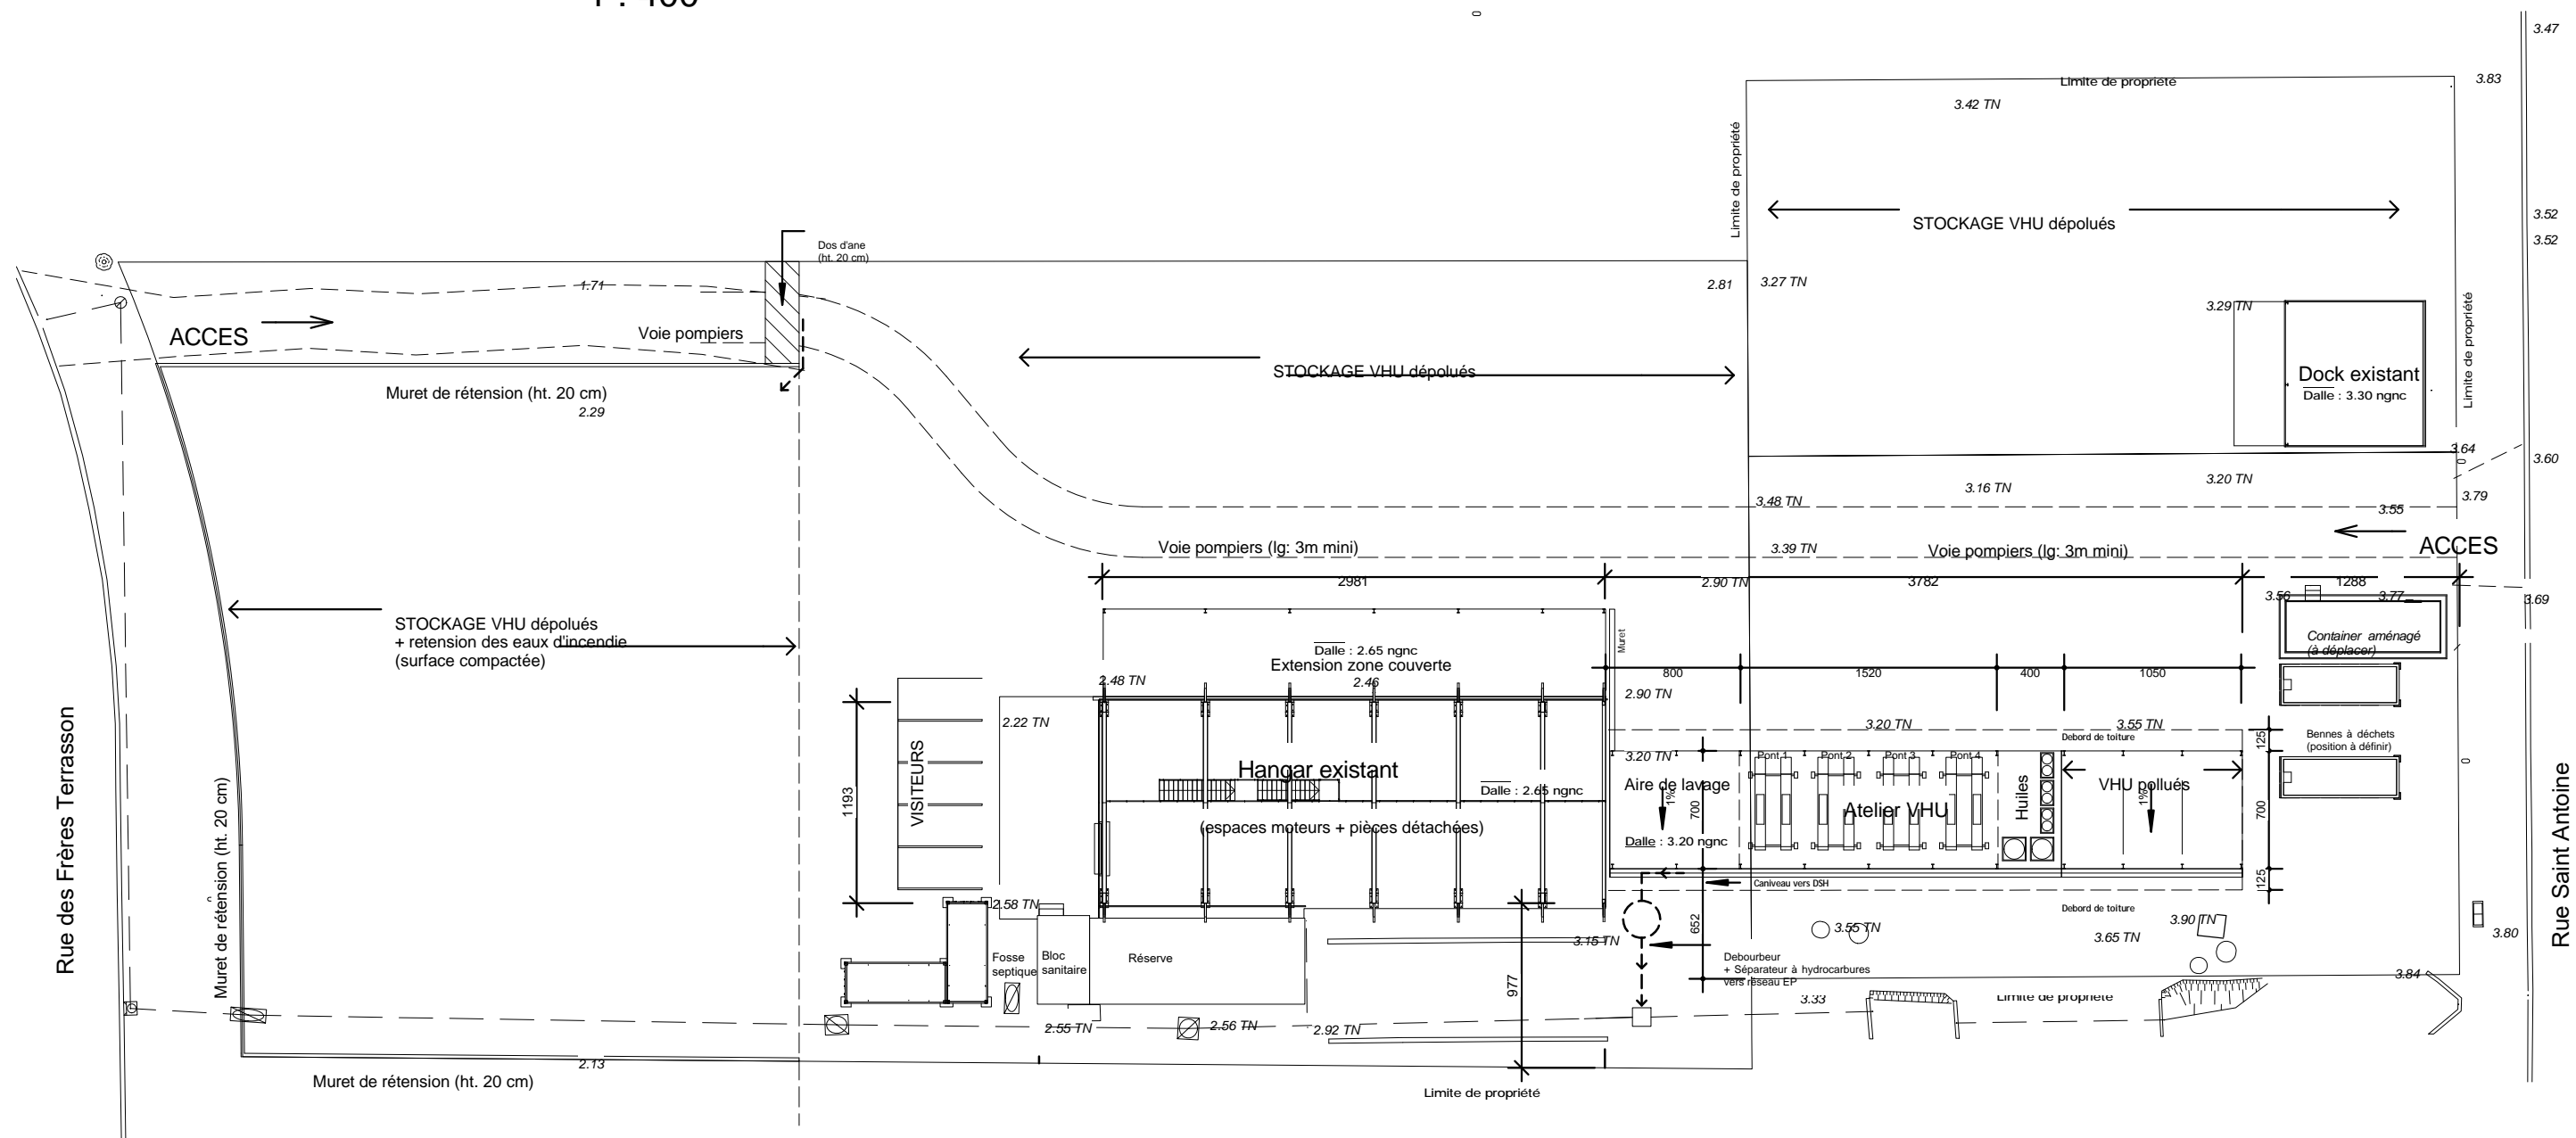 1 : 400
3.47
Limite de propriété
3.83
3.42 TN
Limite de propriété
STOCKAGE VHU dépolués
3.52
3.52
Dos d'ane
(ht. 20 cm)
1.71
2.81
3.27 TN
3.29 TN
Limite de propriété
ACCES
Voie pompiers
STOCKAGE VHU dépolués
Dock existant
Dalle : 3.30 ngnc
Muret de rétension (ht. 20 cm)
2.29
3.64
3.60
3.20 TN
3.16 TN
3.48 TN
3.79
3.55
Voie pompiers (lg: 3m mini)
3.39 TN
Voie pompiers (lg: 3m mini)
ACCES
2981
2.90 TN
3782
1288
3.56
3.77
3.69
STOCKAGE VHU dépolués
+ retension des eaux d'incendie
(surface compactée)
Muret
Container aménagé
(à déplacer)
Dalle : 2.65 ngnc
Extension zone couverte
2.48 TN
2.46
800
1520
400
1050
2.90 TN
2.22 TN
3.20 TN
3.55 TN
Debord de toiture
125
Bennes à déchets
(position à définir)
Rue des Frères Terrasson
VISITEURS
1193
Hangar existant
Dalle : 2.65 ngnc
(espaces moteurs + pièces détachées)
3.20 TN
Aire de lavage
1%
700
Dalle : 3.20 ngnc
Pont 1
Pont 2
Pont 3
Pont 4
Atelier VHU
Huiles
VHU pollués
1%
700
Rue Saint Antoine
Muret de rétension (ht. 20 cm)
Caniveau vers DSH
125
Debord de toiture
2.58 TN
652
3.55 TN
3.90 TN
3.65 TN
3.80
3.15 TN
Fosse
septique
Bloc
sanitaire
Réserve
977
Debourbeur
+ Séparateur à hydrocarbures
vers réseau EP
3.84
3.33
Limite de propriété
2.55 TN
2.56 TN
2.92 TN
2.13
Muret de rétension (ht. 20 cm)
Limite de propriété